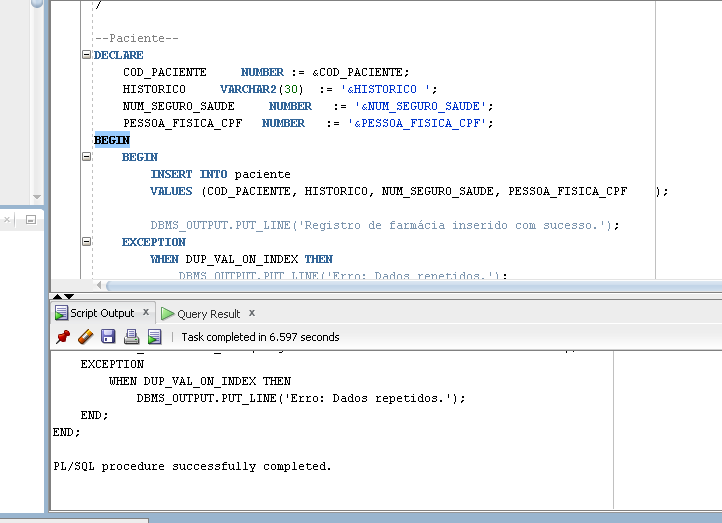 /
--Paciente--
DECLARE
COD_PACIENTE NUMBER := &COD_PACIENTE;
HISTORICO VARCHAR2(30) := '&HISTORICO ';
NUM_SEGURO_SAUDE NUMBER := '&NUM_SEGURO_SAUDE';
PESSOA_FISICA_CPF NUMBER := '&PESSOA_FISICA_CPF';
BEGIN
BEGIN
INSERT INTO paciente
VALUES (COD_PACIENTE, HISTORICO, NUM_SEGURO_SAUDE, PESSOA_FISICA_CPF );
DBMS_OUTPUT.PUT_LINE('Registro de farmácia inserido com sucesso.');
EXCEPTION
WHEN DUP_VAL_ON_INDEX THEN
DBMS_OUTPUT.PUT_LINE('Erro: Dados repetidos.');
Script Output x Query Result x
Task completed in 6.597 seconds
EXCEPTION
WHEN DUP_VAL_ON_INDEX THEN
DBMS_OUTPUT.PUT_LINE('Erro: Dados repetidos.');
END;
END;
PL/SQL procedure successfully completed.